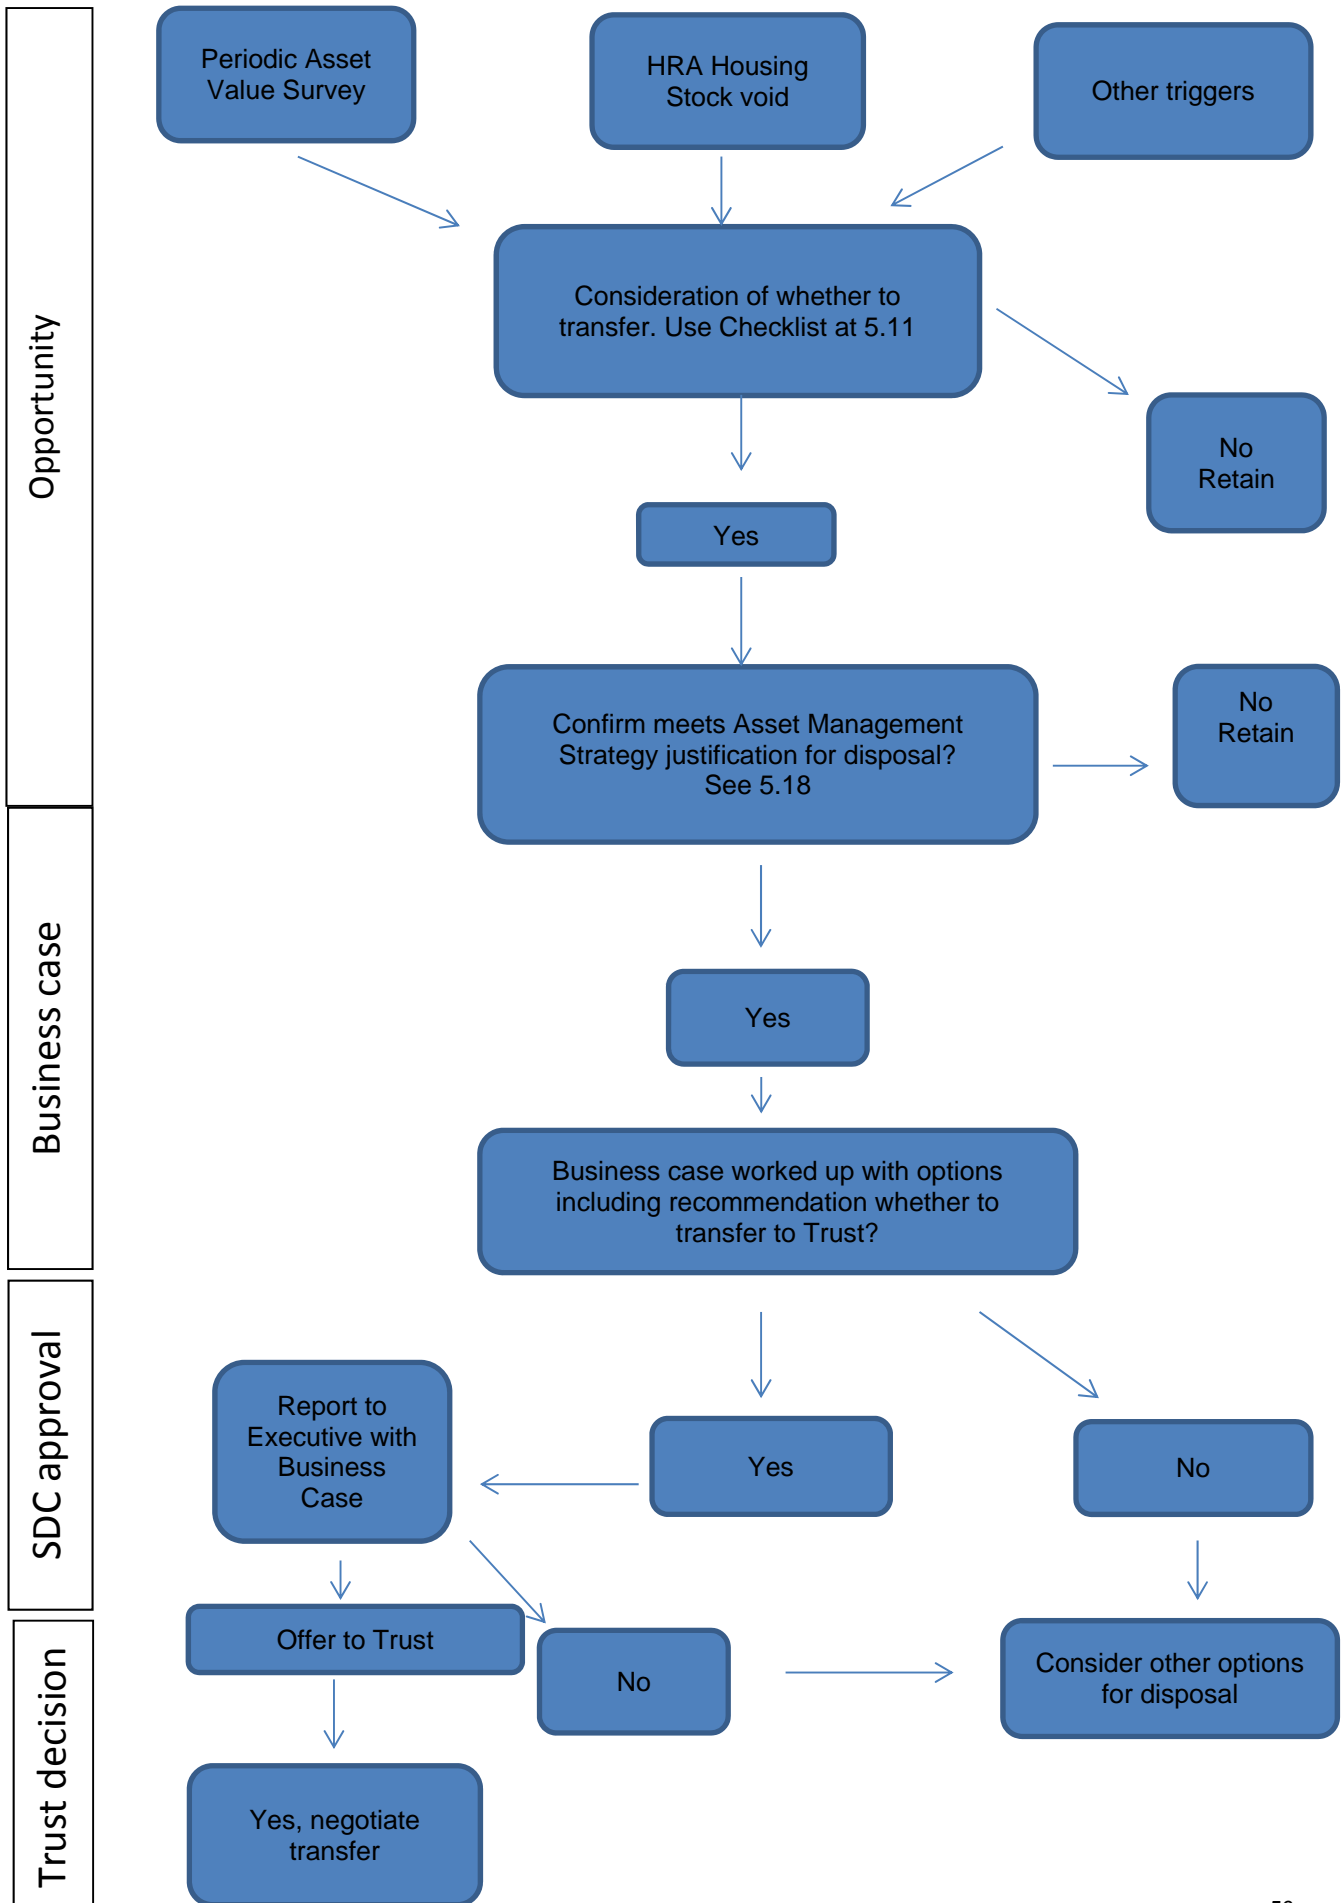 Opportunity
Periodic Asset
Value Survey
HRA Housing
Stock void
Other triggers
Consideration of whether to
transfer. Use Checklist at 5.11
No
Retain
Yes
Confirm meets Asset Management
Strategy justification for disposal?
See 5.18
No
Retain
Business case
Yes
Business case worked up with options
including recommendation whether to
transfer to Trust?
SDC approval
Report to
Executive with
Business
Case
Yes
No
Trust decision
Offer to Trust
No
Consider other options
for disposal
Yes, negotiate
transfer